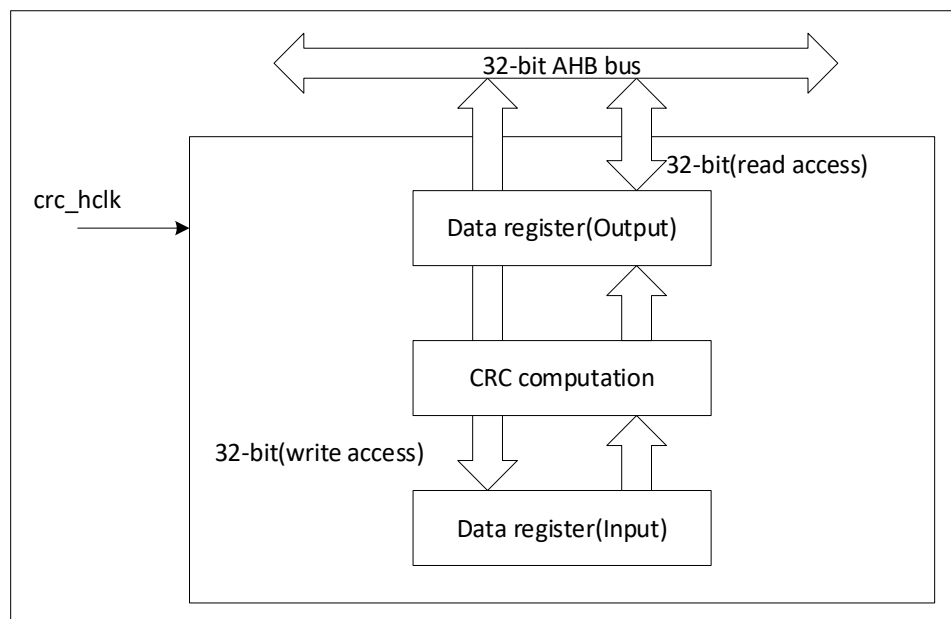 32-bit AHB bus
32-bit(read access)
crc_hclk
Data register(Output)
CRC computation
32-bit(write access)
Data register(Input)